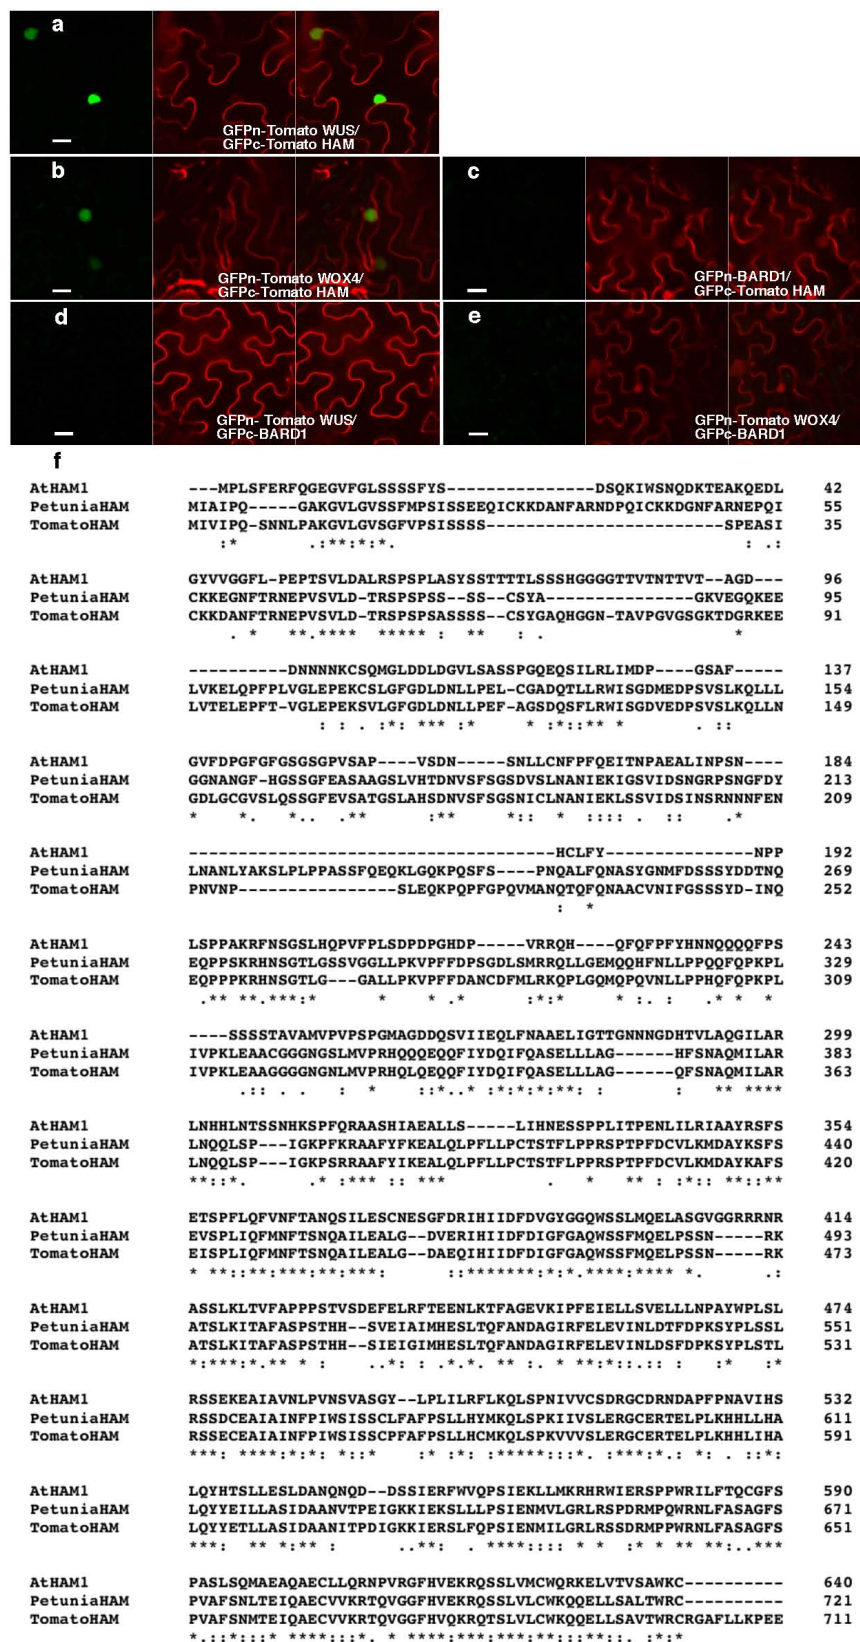 a
GFPn-Tomato WUS/
GFPc-Tomato HAM
b
GFPn-Tomato WOX4/
GFPc-Tomato HAM
c
GFPn-BARD1/
GFPc-Tomato HAM
d
GFPn- Tomato WUS/
GFPc-BARD1
e
GFPn-Tomato WOX4/
GFPc-BARD1
f
AtHAM1 ---MPLSFERFQGEGVFGLSSSSFYS---------------DSQKIWSNQDKTEAKQEDL 42
PetuniaHAM MIAIPQ-----GAKGVLGVSSFMPSISSEEQICKKDANFARNDPQICKKDGNFARNEPQI 55
TomatoHAM MIVIPQ-SNNLPAKGVLGVSGFVPSISSSS------------------------SPEASI 35
:* .:**:*:*. : .:
AtHAM1 GYVVGGFL-PEPTSVLDALRSPSPLASYSSTTTTLSSSHGGGGTTVTNTTVT--AGD--- 96
PetuniaHAM CKKEGNFTRNEPVSVLD-TRSPSPSS--SS--CSYA---------------GKVEGQKEE 95
TomatoHAM CKKDANFTRNEPVSVLD-TRSPSPSASSSS--CSYGAQHGGN-TAVPGVGSGKTDGRKEE 91
. * **.**** ***** : ** : . *
AtHAM1 ----------DNNNNKCSQMGLDDLDGVLSASSPGQEQSILRLIMDP----GSAF----- 137
PetuniaHAM LVKELQPFPLVGLEPEKCSLGFGDLDNLLPEL-CGADQTLLRWISGDMEDPSVSLKQLLL 154
TomatoHAM LVTELEPFT-VGLEPEKSVLGFGDLDNLLPEF-AGSDQSFLRWISGDVEDPSVSLKQLLN 149
: : . :*: *** :* * :*::** * . ::
AtHAM1 GVFDPGFGFGSGSGPVSAP----VSDN-----SNLLCNFPFQEITNPAEALINPSN---- 184
PetuniaHAM GGNANGF-HGSSGFEASAAGSLVHTDNVSFSGSDVSLNANIEKIGSVIDSNGRPSNGFDY 213
TomatoHAM GDLGCGVSLQSSGFEVSATGSLAHSDNVSFSGSNICLNANIEKLSSVIDSINSRNNNFEN 209
* *. *.. .** :** *:: * :::: . :: .*
AtHAM1 -------------------------------------HCLFY---------------NPP 192
PetuniaHAM LNANLYAKSLPLPPASSFQEQKLGQKPQSFS----PNQALFQNASYGNMFDSSSYDDTNQ 269
TomatoHAM PNVNP----------------SLEQKPQPFGPQVMANQTQFQNAACVNIFGSSSYD-INQ 252
: *
AtHAM1 LSPPAKRFNSGSLHQPVFPLSDPDPGHDP-----VRRQH----QFQFPFYHNNQQQQFPS 243
PetuniaHAM EQPPSKRHNSGTLGSSVGGLLPKVPFFDPSGDLSMRRQLLGEMQQHFNLLPPQQFQPKPL 329
TomatoHAM EQPPPKRHNSGTLG---GALLPKVPFFDANCDFMLRKQPLGQMQPQVNLLPPHQFQPKPL 309
.** **.***:* * * .* :*:* * :. : .* * *
AtHAM1 ----SSSSTAVAMVPVPSPGMAGDDQSVIIEQLFNAAELIGTTGNNNGDHTVLAQGILAR 299
PetuniaHAM IVPKLEAACGGGNGSLMVPRHQQQEQQFIYDQIFQASELLLAG------HFSNAQMILAR 383
TomatoHAM IVPKLEAAGGGGNGNLMVPRHQLQEQQFIYDQIFQASELLLAG------QFSNAQMILAR 363
.:: . . : * ::*..* :*:*:*:**: : : ** ****
AtHAM1 LNHHLNTSSNHKSPFQRAASHIAEALLS-----LIHNESSPPLITPENLILRIAAYRSFS 354
PetuniaHAM LNQQLSP---IGKPFKRAAFYFKEALQLPFLLPCTSTFLPPRSPTPFDCVLKMDAYKSFS 440
TomatoHAM LNQQLSP---IGKPSRRAAFYIKEALQLPFLLPCTSTFLPPRSPTPFDCVLKMDAYKAFS 420
**::*. .* :*** :: *** . * ** : :*:: **::**
AtHAM1 ETSPFLQFVNFTANQSILESCNESGFDRIHIIDFDVGYGGQWSSLMQELASGVGGRRRNR 414
PetuniaHAM EVSPLIQFMNFTSNQAILEALG--DVERIHIIDFDIGFGAQWSSFMQELPSSN-----RK 493
TomatoHAM EISPLIQFMNFTSNQAILEALG--DAEQIHIIDFDIGFGAQWSSFMQELPSSN-----RK 473
* **::**:***:**:***: ::*******:*:*.****:**** *. .:
AtHAM1 ASSLKLTVFAPPPSTVSDEFELRFTEENLKTFAGEVKIPFEIELLSVELLLNPAYWPLSL 474
PetuniaHAM ATSLKITAFASPSTHH--SVEIAIMHESLTQFANDAGIRFELEVINLDTFDPKSYPLSSL 551
TomatoHAM ATSLKITAFASPSTHH--SIEIGIMHESLTQFANDAGIRFELEVINLDSFDPKSYPLSTL 531
*:***:*.** * : ..*: : .*.*. **.:. * **:*::.:: : :* :*
AtHAM1 RSSEKEAIAVNLPVNSVASGY--LPLILRFLKQLSPNIVVCSDRGCDRNDAPFPNAVIHS 532
PetuniaHAM RSSDCEAIAINFPIWSISSCLFAFPSLLHYMKQLSPKIIVSLERGCERTELPLKHHLLHA 611
TomatoHAM RSSECEAIAINFPIWSISSCPFAFPSLLHCMKQLSPKVVVSLERGCERTELPLKHHLIHA 591
***: ****:*:*: *::* :* :*: :*****::*. :***:*.: *: . ::*:
AtHAM1 LQYHTSLLESLDANQNQD--DSSIERFWVQPSIEKLLMKRHRWIERSPPWRILFTQCGFS 590
PetuniaHAM LQYYEILLASIDAANVTPEIGKKIEKSLLLPSIENMVLGRLRSPDRMPQWRNLFASAGFS 671
TomatoHAM LQYYETLLASIDAANITPDIGKKIERSLFQPSIENMILGRLRSSDRMPPWRNLFASAGFS 651
***: ** *:** : ..**: . ****:::: * * :* * ** **:..***
AtHAM1 PASLSQMAEAQAECLLQRNPVRGFHVEKRQSSLVMCWQRKELVTVSAWKC---------- 640
PetuniaHAM PVAFSNLTEIQAECVVKRTQVGGFHVEKRQSSLVLCWKQQELLSALTWRC---------- 721
TomatoHAM PVAFSNMTEIQAECVVKRTQVGGFHVQKRQTSLVLCWKQQELLSAVTWRCRGAFLLKPEE 711
*.::*::* ****::*. * ****:***:***:**:::**::. :*:*